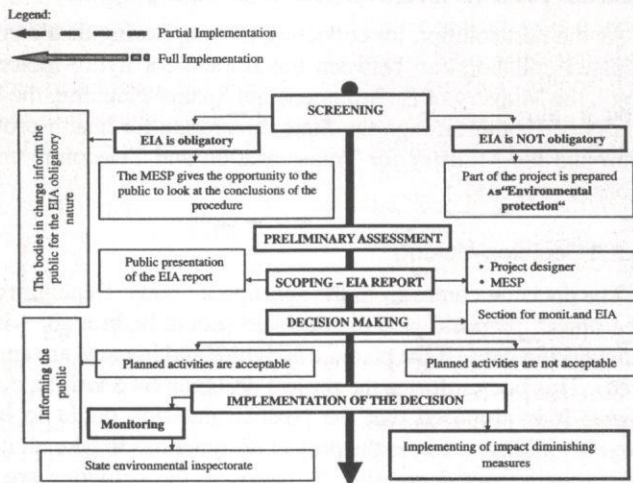 Legend:
Partial Implementation
Full Implementation
SCREENING
EIA is obligatory
EIA is NOT obligatory
The MESP gives the opportunity to the
public to look at the conclusions of the
procedure
Part of the project is prepared
As"Environmental
protection"
The bodies in charge inform the
public for the EIA obligatory
nature
PRELIMINARY ASSESSMENT
Public presentation
of the EIA report
SCOPING – EIA REPORT
• Project designer
• MESP
DECISION MAKING
Section for monit.and EIA
Informing
the public
Planned activities are acceptable
Planned activities are not acceptable
IMPLEMENTATION OF THE DECISION
Monitoring
State environmental inspectorate
Implementing of impact diminishing
measures